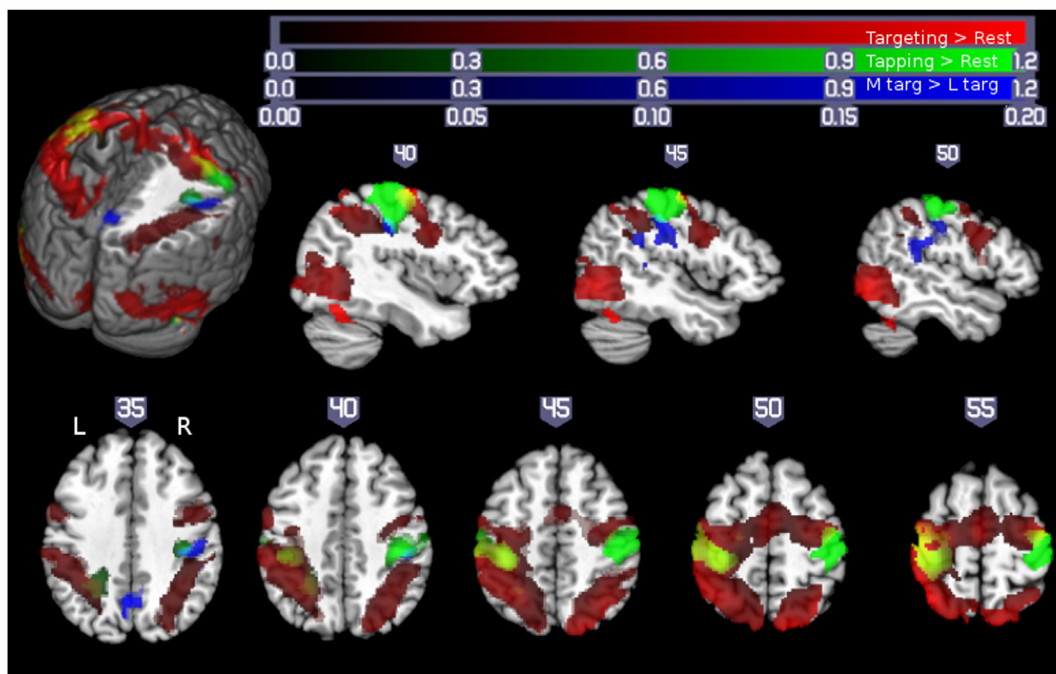 Targeting > Rest
0.0 0.3 0.6 0.9 Tapping > Rest 1.2
0.0 0.3 0.6 0.9 M targ > L targ 1.2
0.00 0.05 0.10 0.15 0.20
40 45 50
35 40 45 50 55
L R